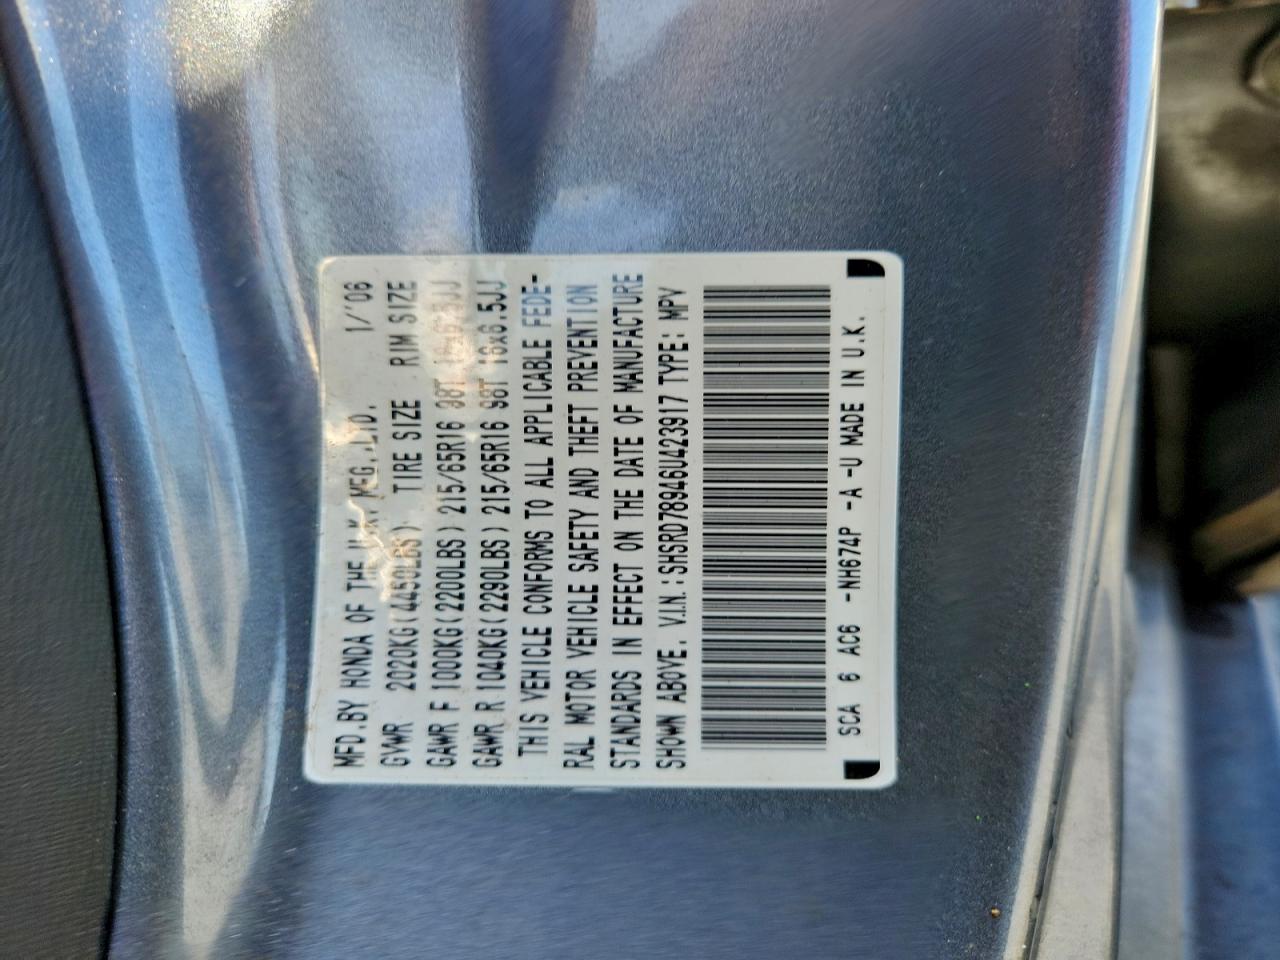 MFD.BY HONDA OF THE U.K. MFG.,LTD. 1/'06
GVWR 2020KG(4450LBS) TIRE SIZE RIM SIZE
GAWR F 1000KG(2200LBS) 215/65R16 98T 16x6.5JJ
GAWR R 1040KG(2290LBS) 215/65R16 98T 16x6.5JJ
THIS VEHICLE CONFORMS TO ALL APPLICABLE FEDE-
RAL MOTOR VEHICLE SAFETY AND THEFT PREVENTION
STANDARDS IN EFFECT ON THE DATE OF MANUFACTURE
SHOWN ABOVE. V.I.N.: SHSRD78946U423917 TYPE: MPV
SCA 6 AC6 -NH674P -A -U MADE IN U.K.